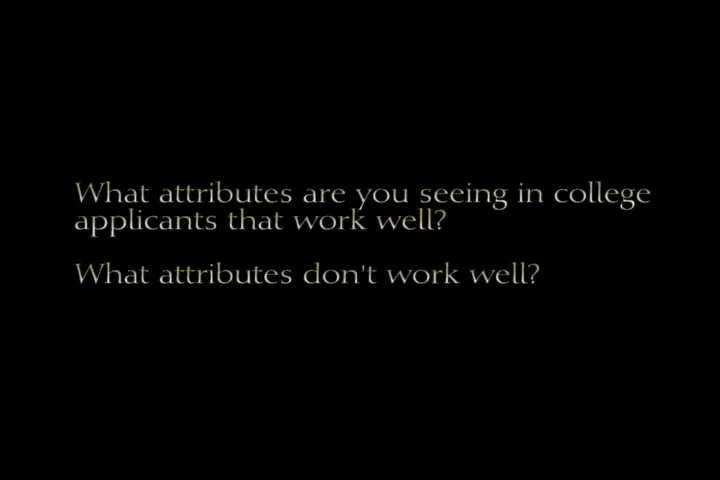 What attributes are you seeing in college
applicants that work well?
What attributes don't work well?